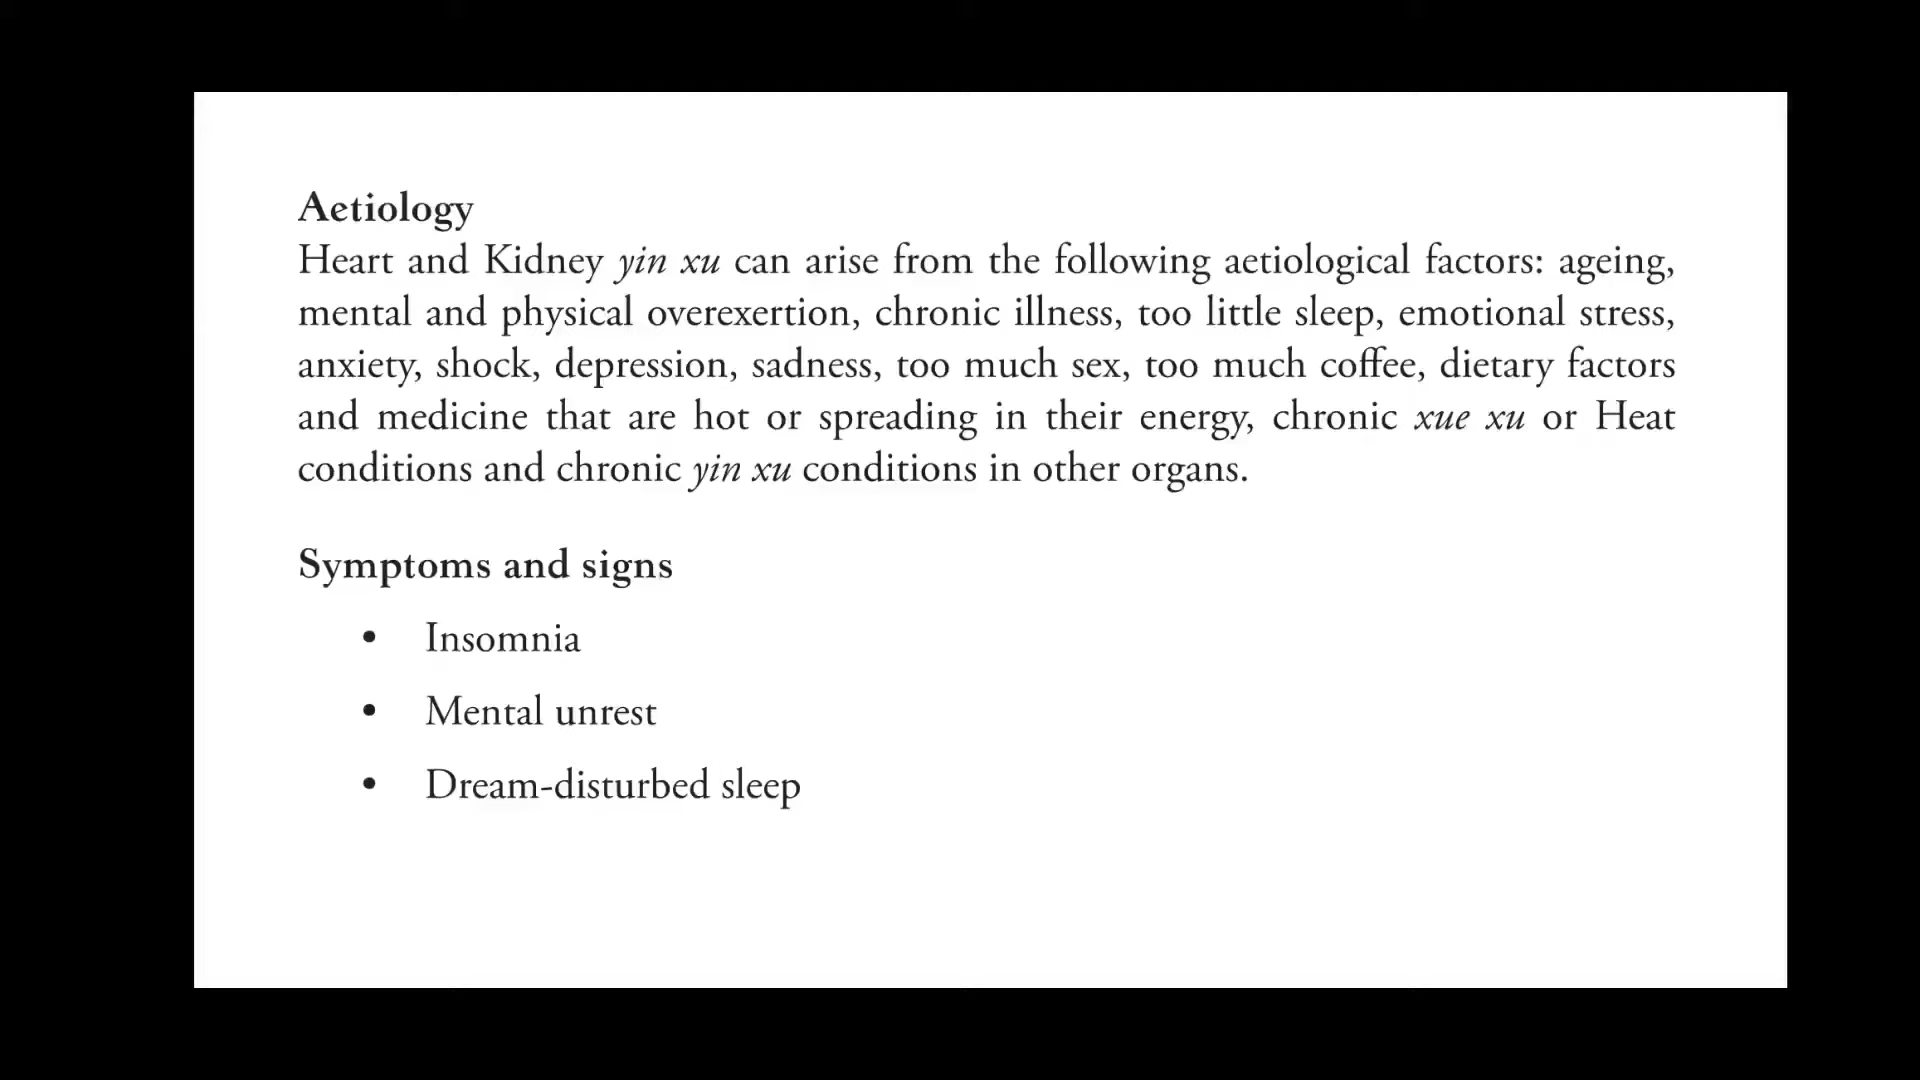 Aetiology
Heart and Kidney yin xu can arise from the following aetiological factors: ageing,
mental and physical overexertion, chronic illness, too little sleep, emotional stress,
anxiety, shock, depression, sadness, too much sex, too much coffee, dietary factors
and medicine that are hot or spreading in their energy, chronic xue xu or Heat
conditions and chronic yin xu conditions in other organs.
Symptoms and signs
• Insomnia
• Mental unrest
• Dream-disturbed sleep